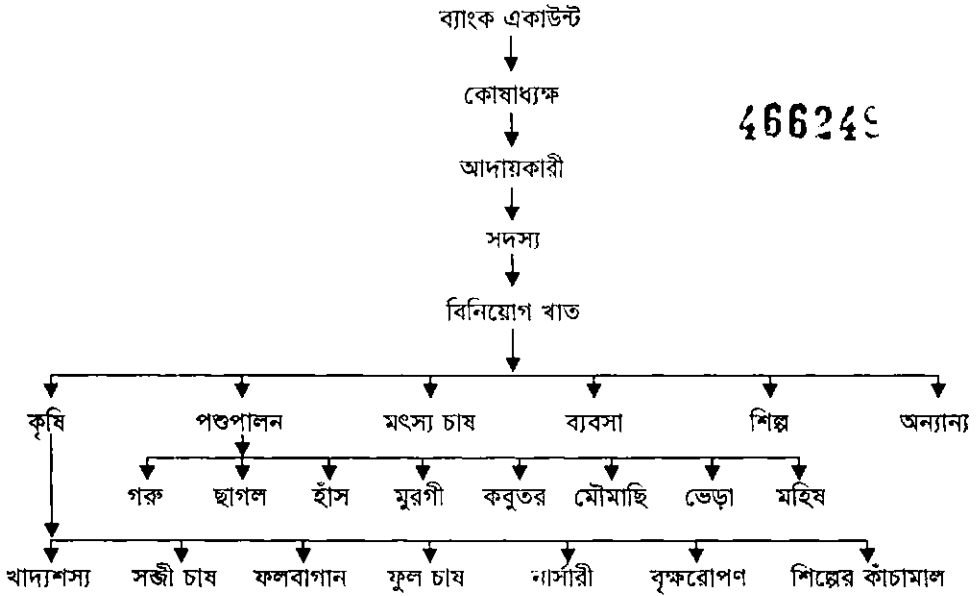 ব্যাংক একাউন্ট
কোষাধ্যক্ষ
466249
আদায়কারী
সদস্য
বিনিয়োগ খাত
কৃষি পশুপালন মৎস্য চাষ ব্যবসা শিল্প অন্যান্য
গরু ছাগল হাঁস মুরগী কবুতর মৌমাছি ভেড়া মহিষ
খাদ্যশস্য সব্জী চাষ ফলবাগান ফুল চাষ নার্সারী বৃক্ষরোপণ শিল্পের কাঁচামাল